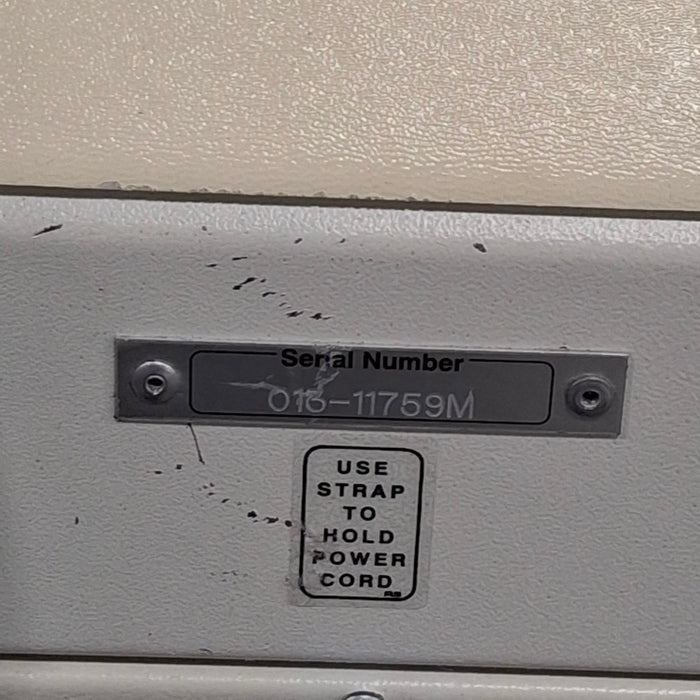 Serial Number
016-11759M
USE
STRAP
TO
HOLD
POWER
CORD